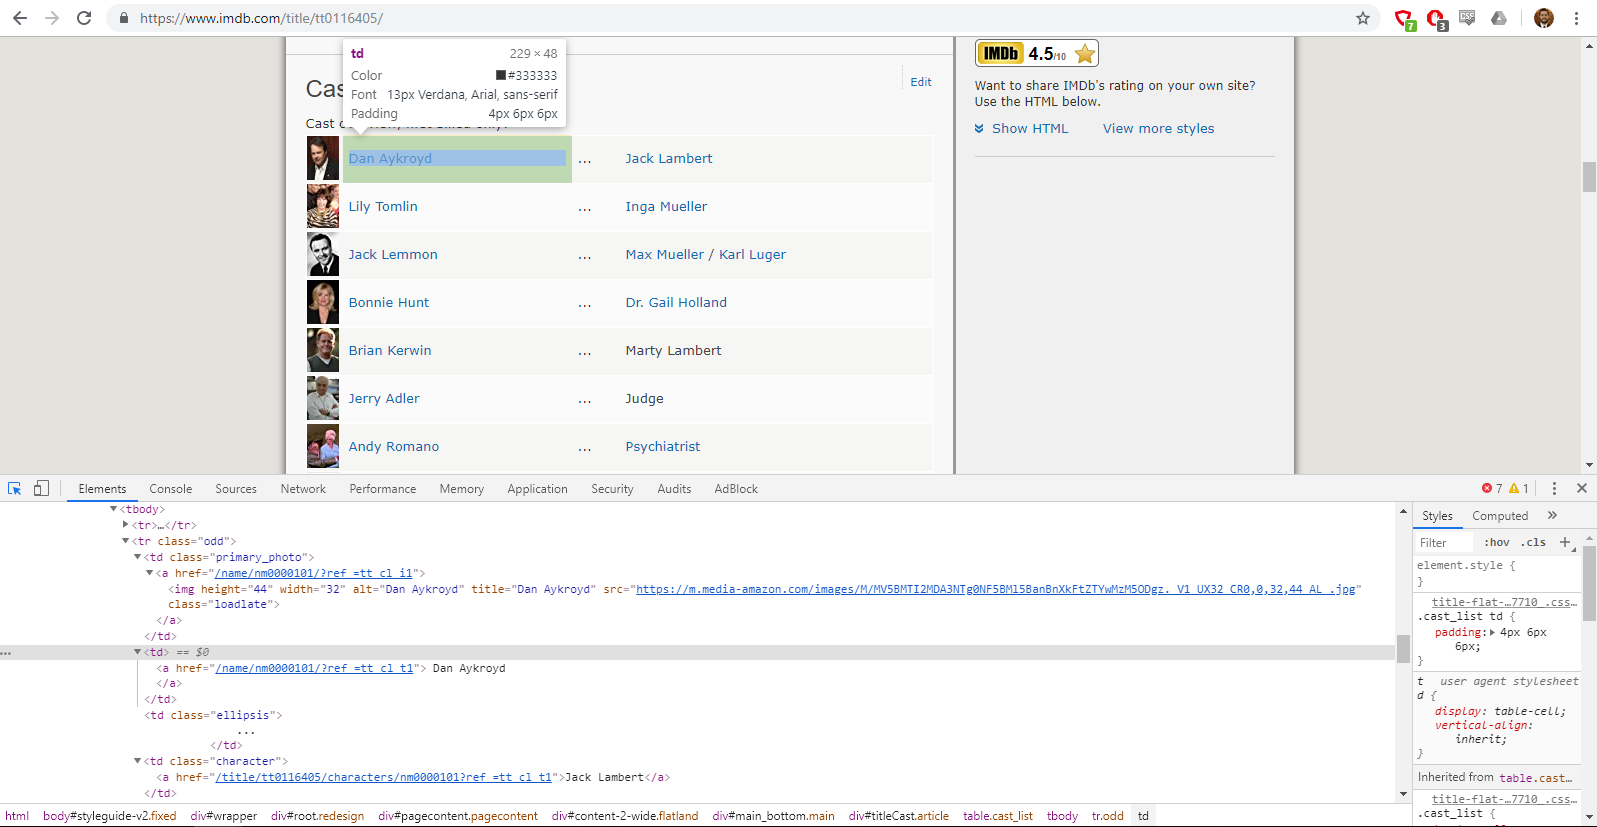 https://www.imdb.com/title/tt0116405/
7
3
CSS
td 229 × 48
Color #333333
Font 13px Verdana, Arial, sans-serif
Padding 4px 6px 6px
Cas
Edit
Cast
only:
Dan Aykroyd ... Jack Lambert
Lily Tomlin ... Inga Mueller
Jack Lemmon ... Max Mueller / Karl Luger
Bonnie Hunt ... Dr. Gail Holland
Brian Kerwin ... Marty Lambert
Jerry Adler ... Judge
Andy Romano ... Psychiatrist
IMDb 4.5/10
Want to share IMDb's rating on your own site?
Use the HTML below.
Show HTML View more styles
Elements Console Sources Network Performance Memory Application Security Audits AdBlock 7 1
<tbody>
<tr>…</tr>
<tr class="odd">
<td class="primary_photo">
<a href="/name/nm0000101/?ref_=tt_cl_i1">
<img height="44" width="32" alt="Dan Aykroyd" title="Dan Aykroyd" src="https://m.media-amazon.com/images/M/MV5BMTI2MDA3NTg0NF5BMl5BanBnXkFtZTYwMzM5ODgz._V1_UX32_CR0,0,32,44_AL_.jpg"
class="loadlate">
</a>
</td>
... <td> == $0
<a href="/name/nm0000101/?ref_=tt_cl_t1"> Dan Aykroyd
</a>
</td>
<td class="ellipsis">
...
</td>
<td class="character">
<a href="/title/tt0116405/characters/nm0000101?ref_=tt_cl_t1">Jack Lambert</a>
</td>
html body#styleguide-v2.fixed div#wrapper div#root.redesign div#pagecontent.pagecontent div#content-2-wide.flatland div#main_bottom.main div#titleCast.article table.cast_list tbody tr.odd td
Styles Computed »
Filter :hov .cls +
element.style {
}
title-flat-…7710_.css…
.cast_list td {
padding: 4px 6px
6px;
}
t user agent stylesheet
d {
display: table-cell;
vertical-align:
inherit;
}
Inherited from table.cast…
title-flat-…7710_.css…
.cast_list {